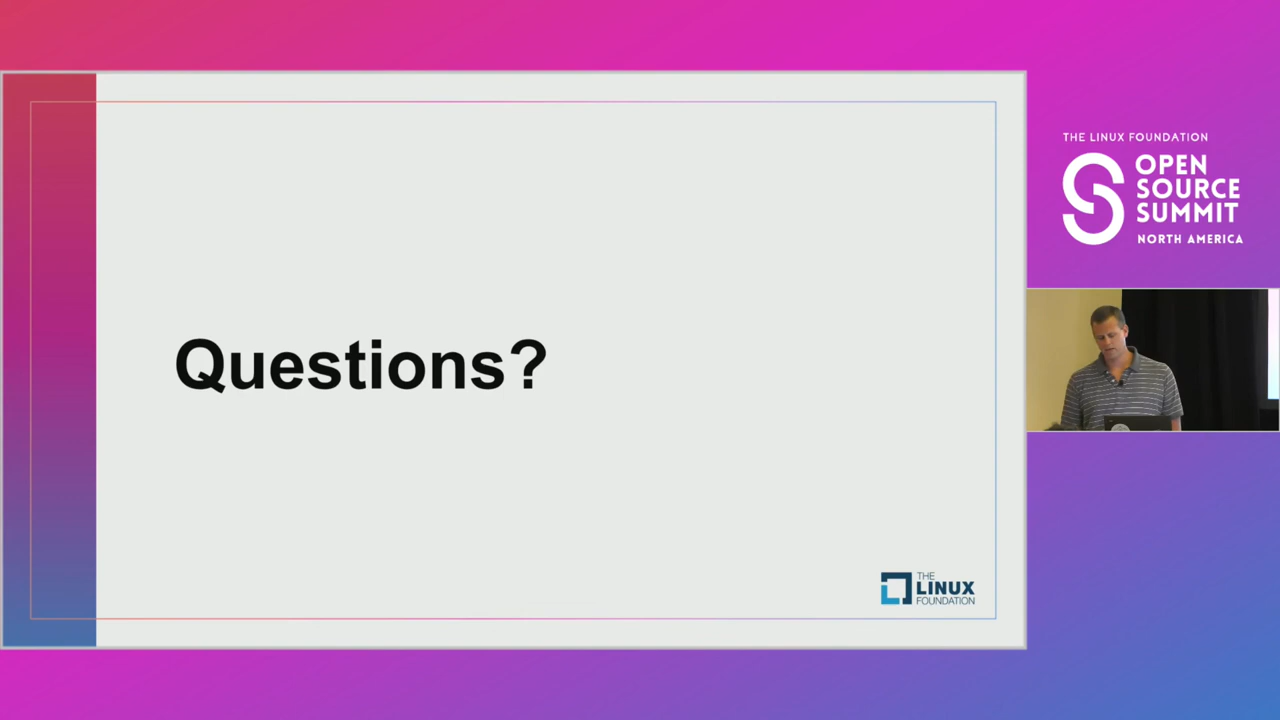 Questions?
THE
LINUX
FOUNDATION
THE LINUX FOUNDATION
OPEN
SOURCE
SUMMIT
NORTH AMERICA